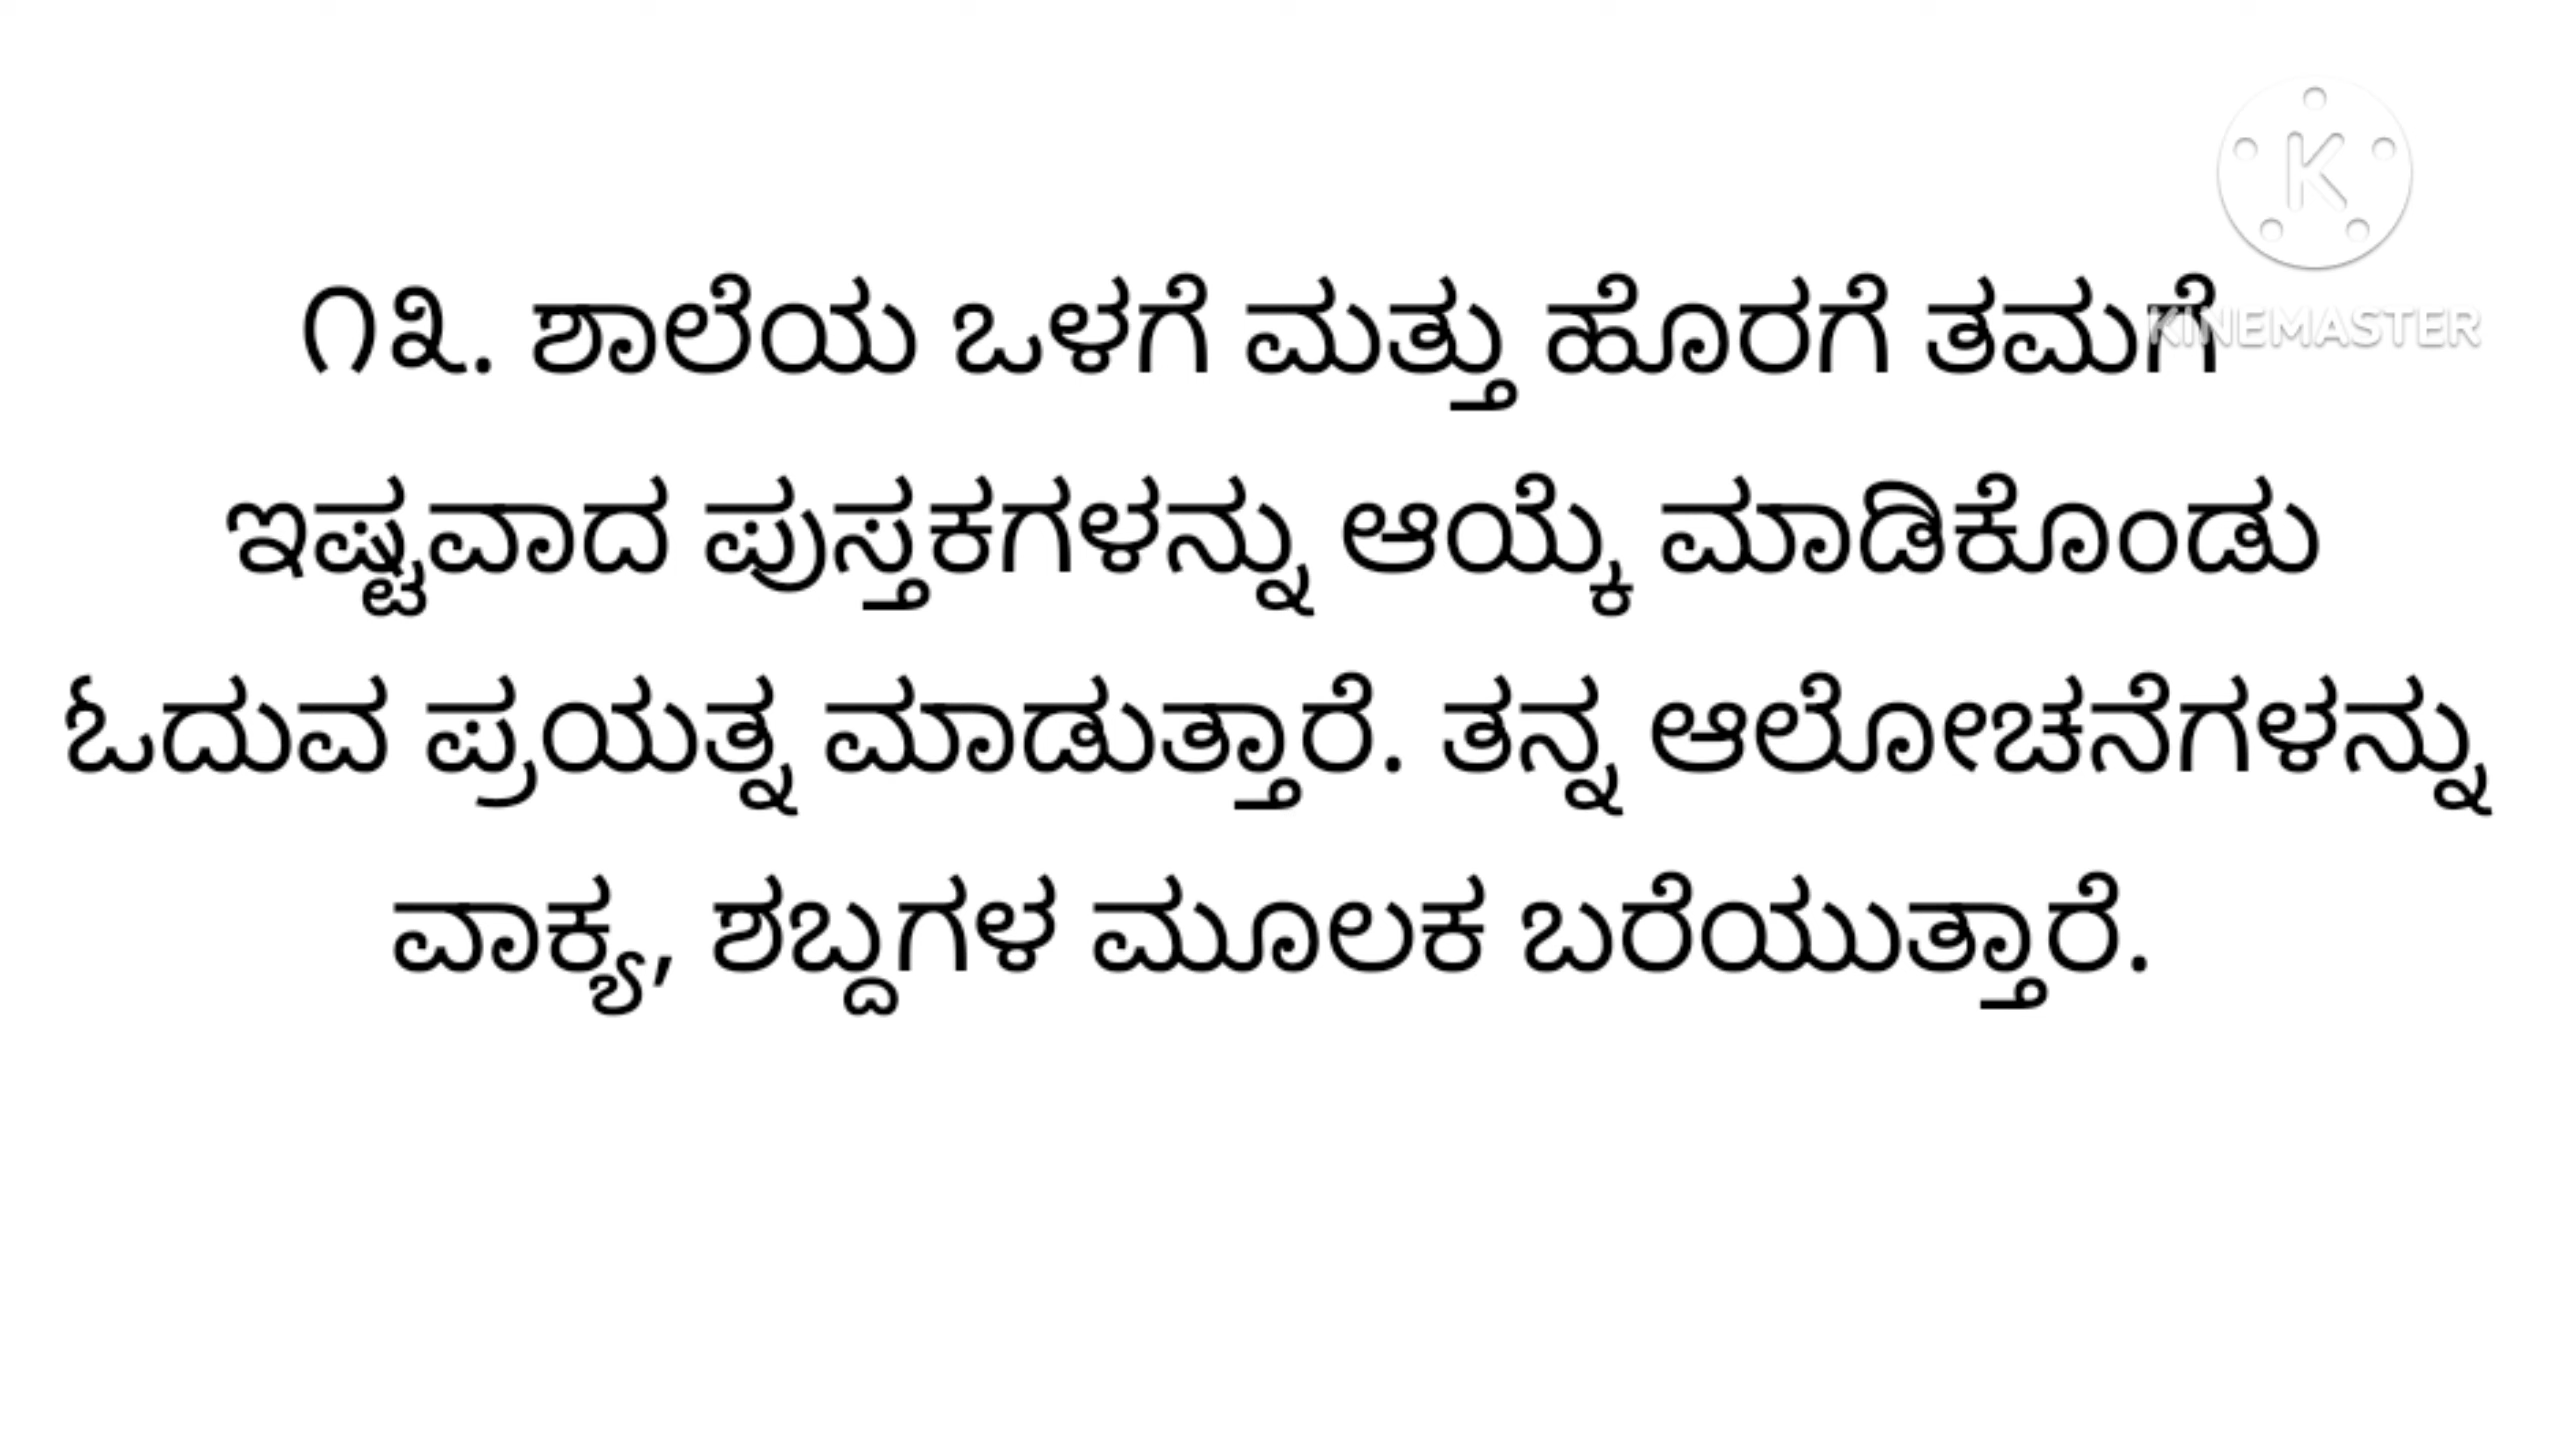 ೧೩. ಶಾಲೆಯ ಒಳಗೆ ಮತ್ತು ಹೊರಗೆ ತಮಗೆ
KINEMASTER
ಇಷ್ಟವಾದ ಪುಸ್ತಕಗಳನ್ನು ಆಯ್ಕೆ ಮಾಡಿಕೊಂಡು
ಓದುವ ಪ್ರಯತ್ನ ಮಾಡುತ್ತಾರೆ. ತನ್ನ ಆಲೋಚನೆಗಳನ್ನು
ವಾಕ್ಯ, ಶಬ್ದಗಳ ಮೂಲಕ ಬರೆಯುತ್ತಾರೆ.